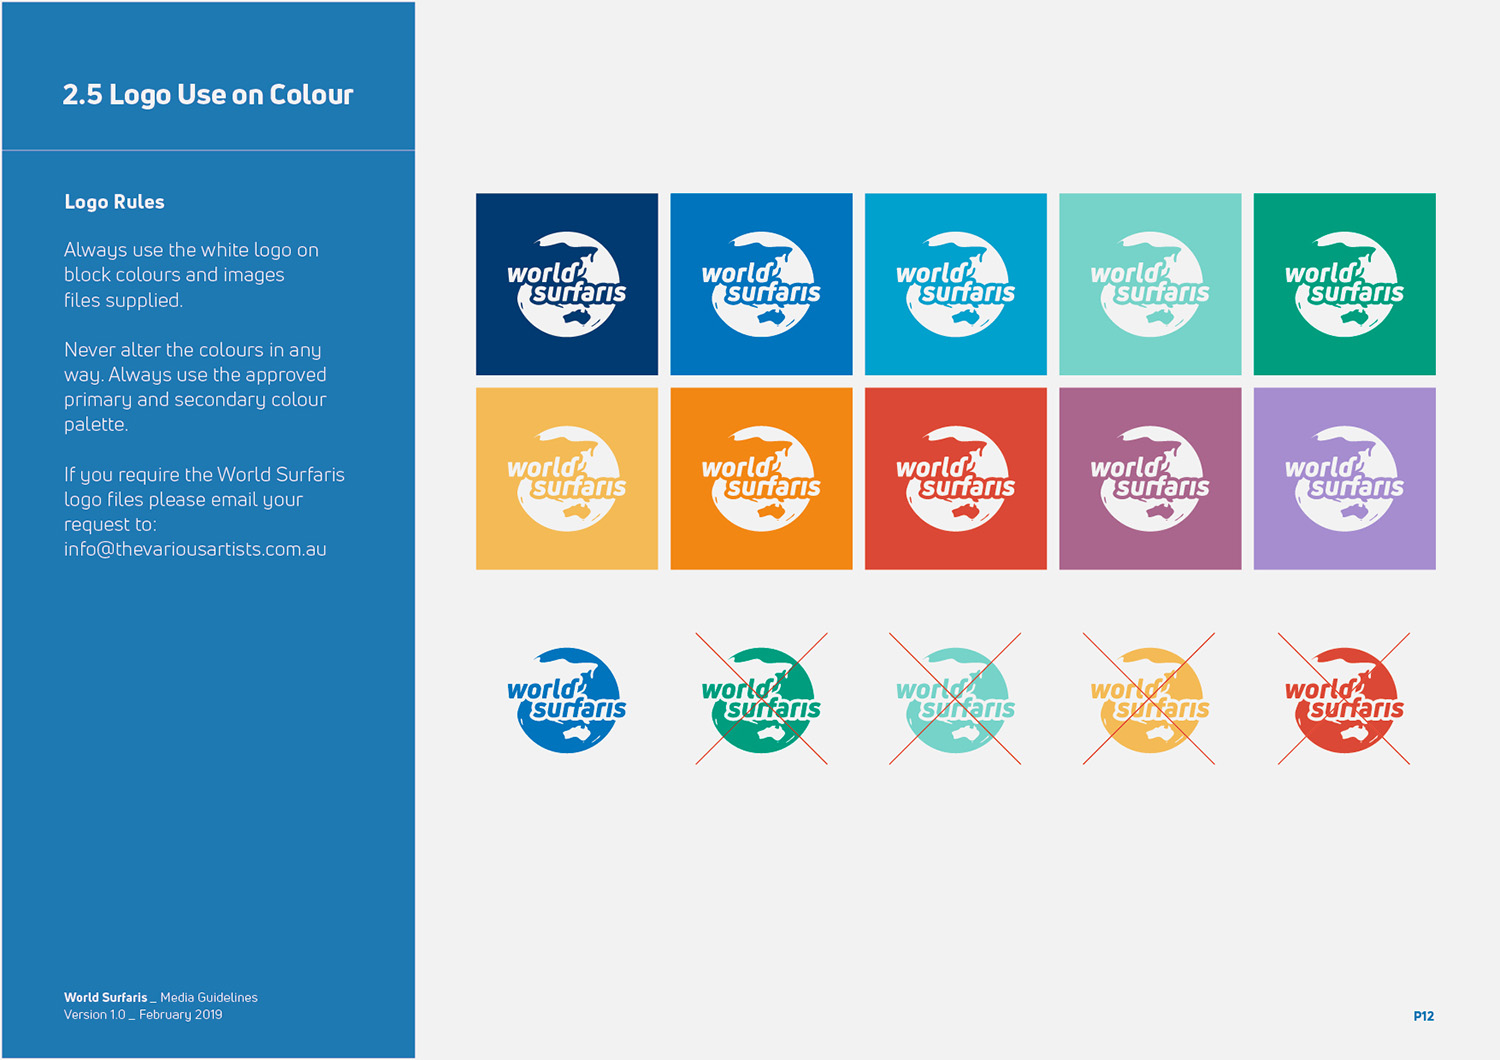 2.5 Logo Use on Colour
Logo Rules
Always use the white logo on
block colours and images
files supplied.
Never alter the colours in any
way. Always use the approved
primary and secondary colour
palette.
If you require the World Surfaris
logo files please email your
request to:
info@thevariousartists.com.au
world
surfaris
world
surfaris
world
surfaris
world
surfaris
world
surfaris
world
surfaris
world
surfaris
world
surfaris
world
surfaris
world
surfaris
world
surfaris
world
surfaris
world
surfaris
world
surfaris
world
surfaris
World Surfaris _ Media Guidelines
Version 1.0 _ February 2019
P12